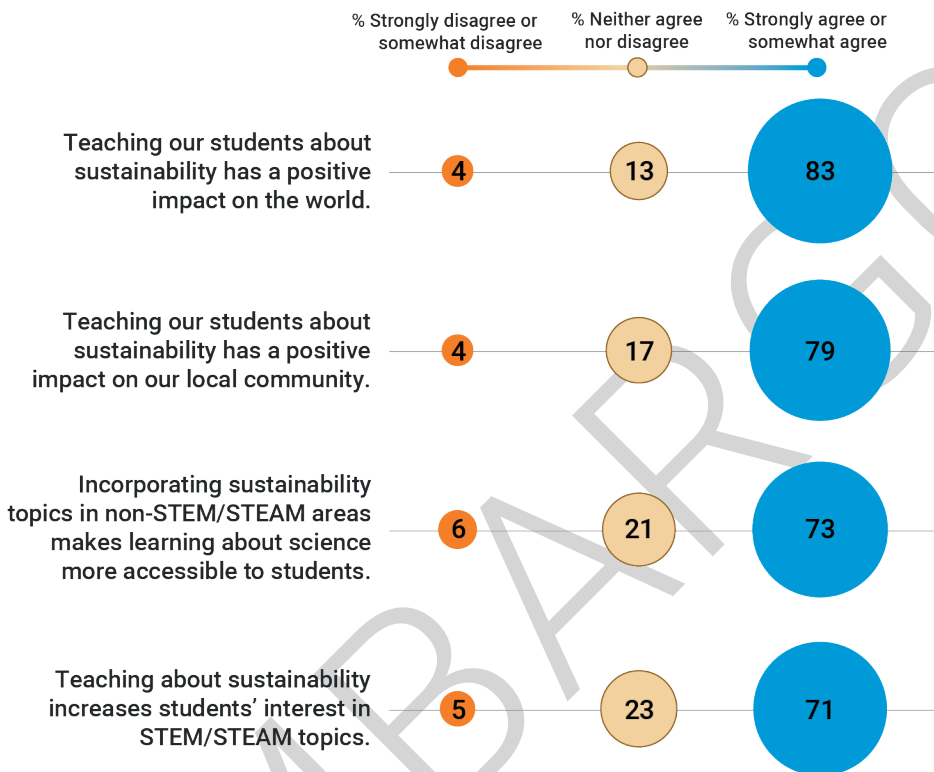 % Strongly disagree or
somewhat disagree
% Neither agree
nor disagree
% Strongly agree or
somewhat agree
Teaching our students about
sustainability has a positive
impact on the world.
4
13
83
Teaching our students about
sustainability has a positive
impact on our local community.
4
17
79
Incorporating sustainability
topics in non-STEM/STEAM areas
makes learning about science
more accessible to students.
6
21
73
Teaching about sustainability
increases students’ interest in
STEM/STEAM topics.
5
23
71
MBARGO